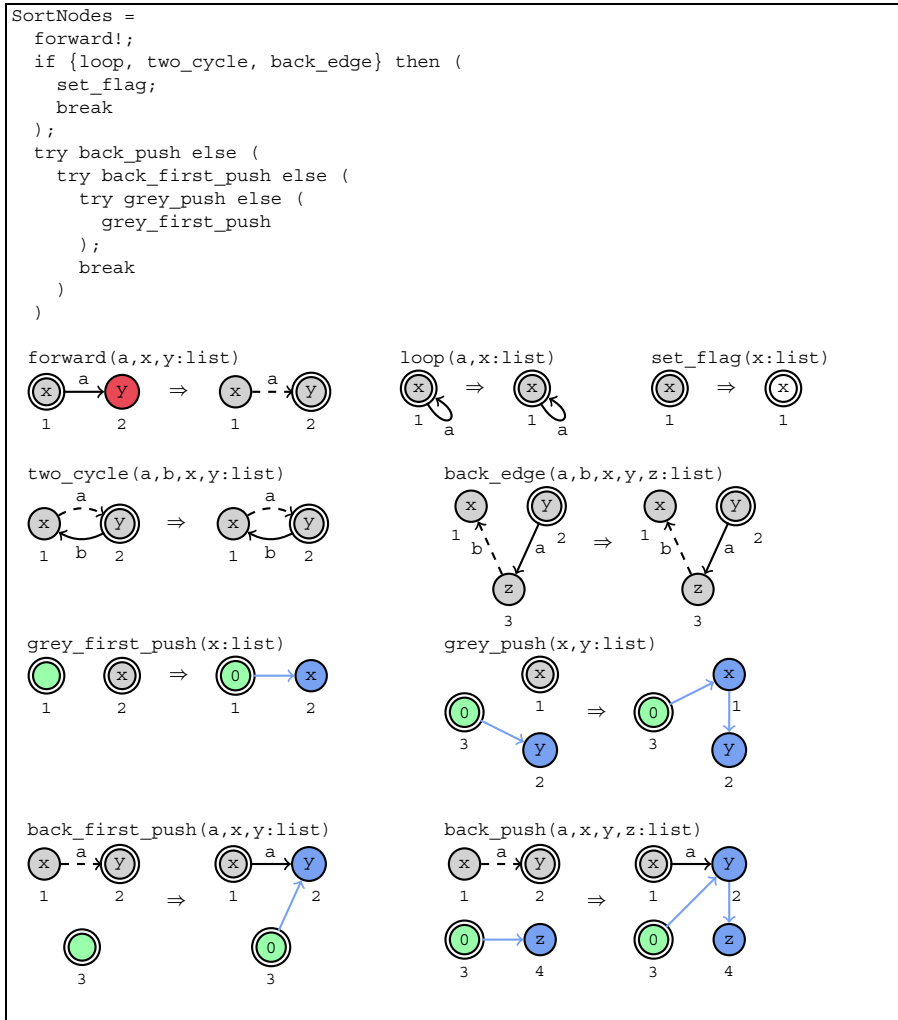 SortNodes =
forward!;
if {loop, two_cycle, back_edge} then (
set_flag;
break
);
try back_push else (
try back_first_push else (
try grey_push else (
grey_first_push
);
break
)
)
forward(a,x,y:list)
x a y ⇒ x a y
1 2 1 2
loop(a,x:list)
x ⇒ x
1 a 1 a
set_flag(x:list)
x ⇒ x
1 1
two_cycle(a,b,x,y:list)
a a
x y ⇒ x y
1 b 2 1 b 2
back_edge(a,b,x,y,z:list)
x y x y
1 2 1 2
b a ⇒ b a
z z
3 3
grey_first_push(x:list)
x ⇒ 0 x
1 2 1 2
grey_push(x,y:list)
x x
1 1
0 ⇒ 0
3 3
y y
2 2
back_first_push(a,x,y:list)
x a y x a y
1 2 1 2
⇒
0
3 3
back_push(a,x,y,z:list)
x a y x a y
1 2 1 2
⇒
0 z 0 z
3 4 3 4